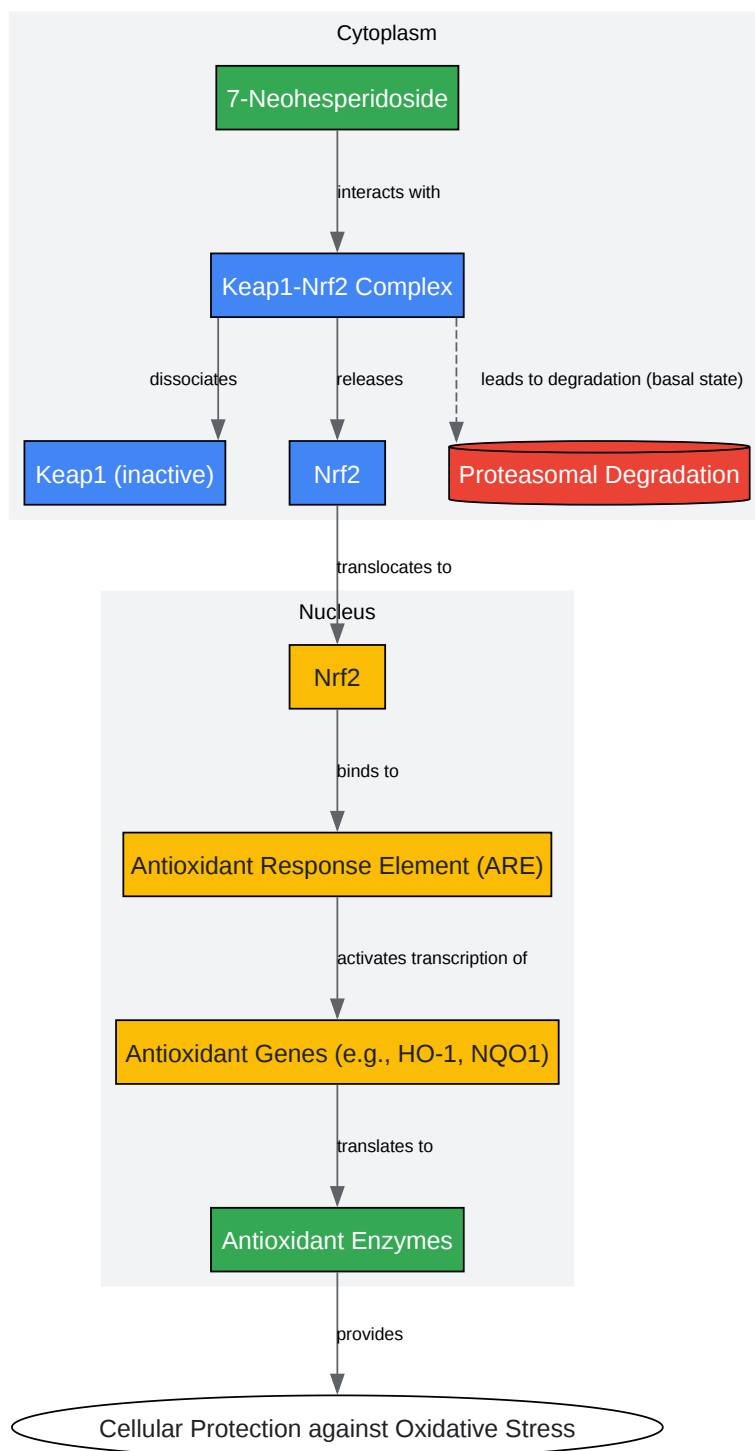 Cytoplasm
7-Neohesperidoside
interacts with
Keap1-Nrf2 Complex
dissociates
releases
leads to degradation (basal state)
Keap1 (inactive)
Nrf2
Proteasomal Degradation
translocates to
Nucleus
Nrf2
binds to
Antioxidant Response Element (ARE)
activates transcription of
Antioxidant Genes (e.g., HO-1, NQO1)
translates to
Antioxidant Enzymes
provides
Cellular Protection against Oxidative Stress